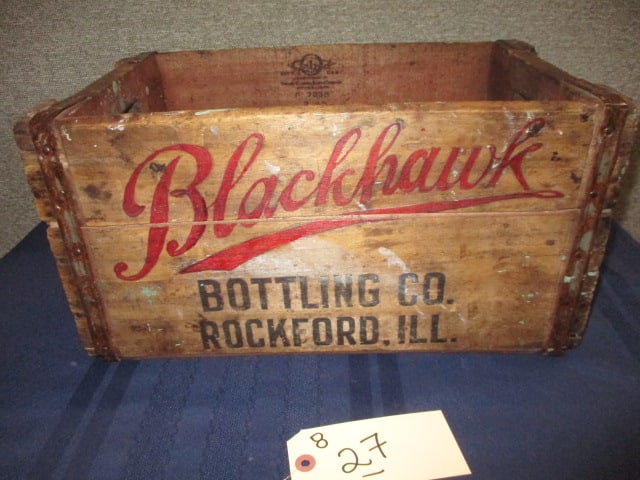 Blackhawk
BOTTLING CO.
ROCKFORD, ILL.
8
27